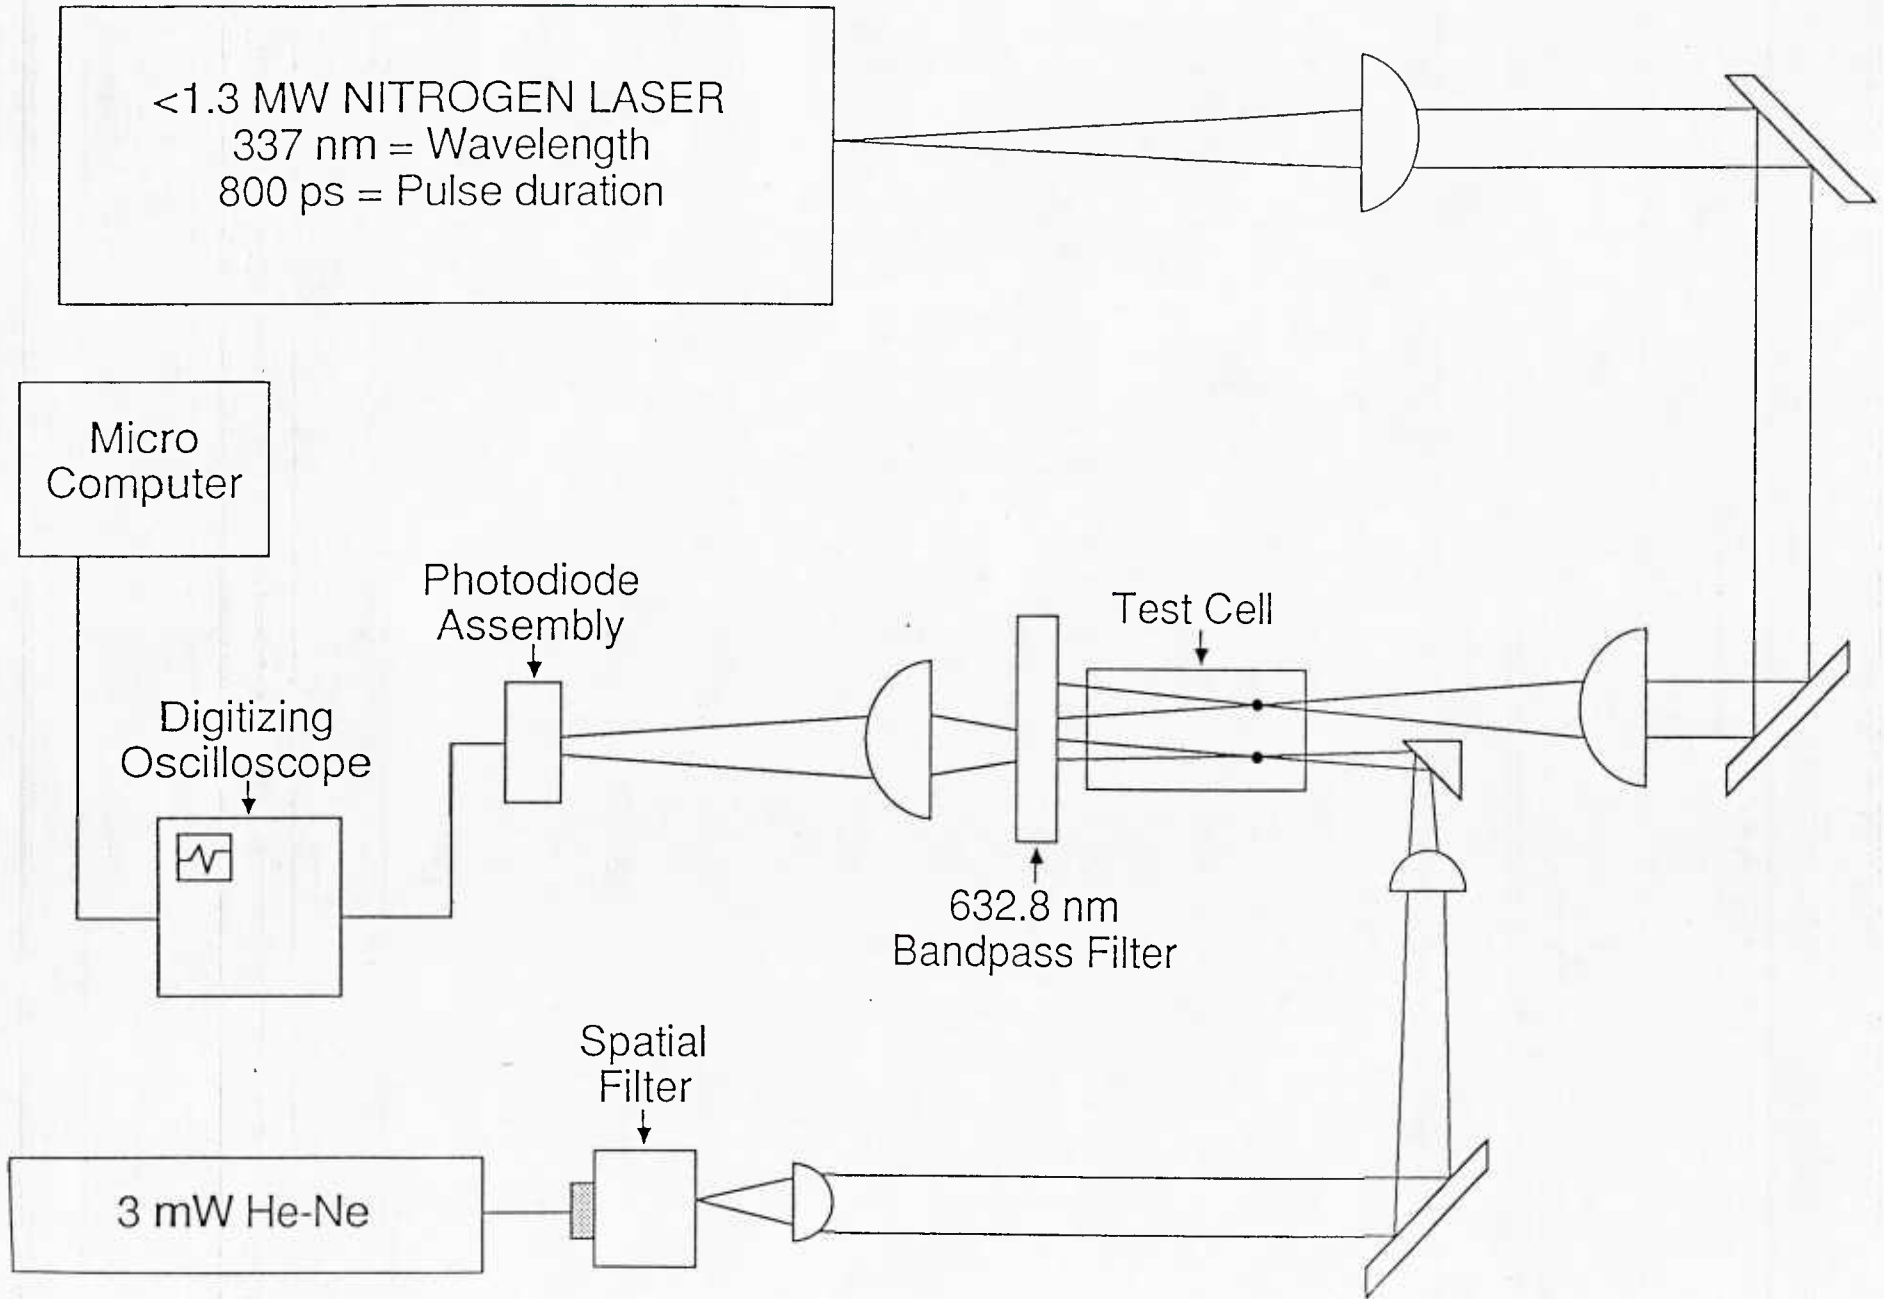 <1.3 MW NITROGEN LASER
337 nm = Wavelength
800 ps = Pulse duration
Micro
Computer
Photodiode
Assembly
Test Cell
Digitizing
Oscilloscope
632.8 nm
Bandpass Filter
Spatial
Filter
3 mW He-Ne